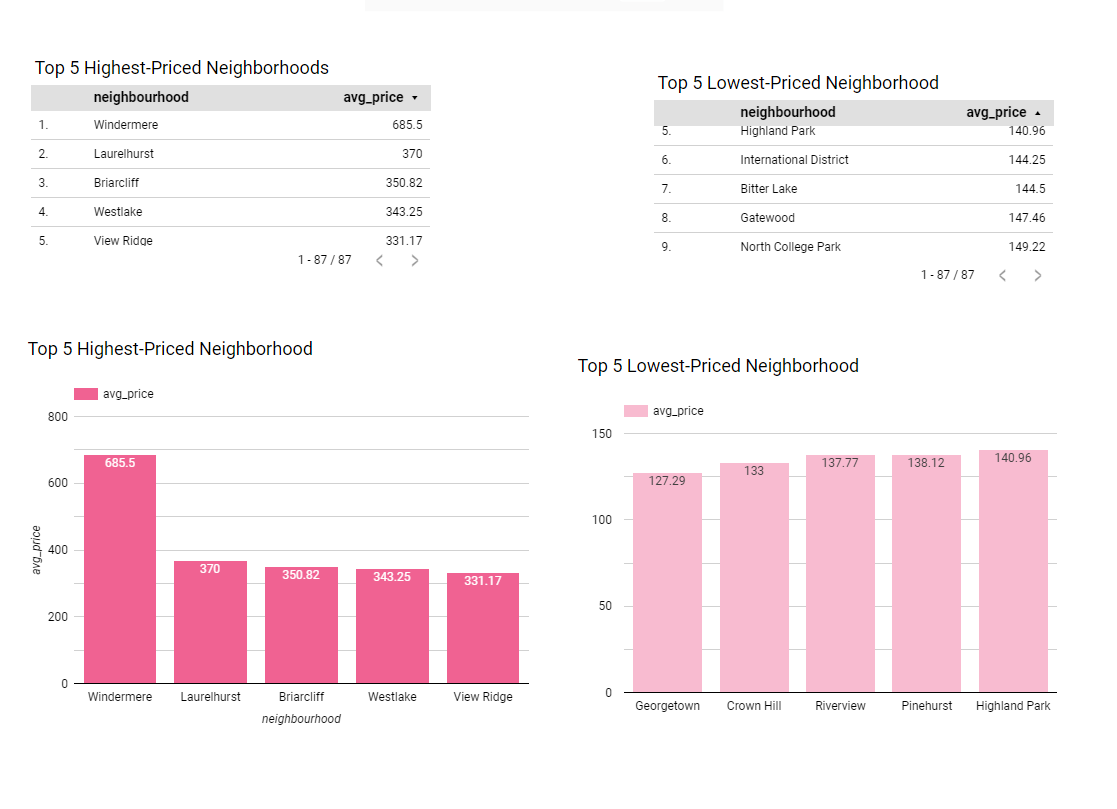 Top 5 Highest-Priced Neighborhoods
neighbourhood avg_price
1. Windermere 685.5
2. Laurelhurst 370
3. Briarcliff 350.82
4. Westlake 343.25
5. View Ridge 331.17
1 - 87 / 87
Top 5 Lowest-Priced Neighborhood
neighbourhood avg_price
5. Highland Park 140.96
6. International District 144.25
7. Bitter Lake 144.5
8. Gatewood 147.46
9. North College Park 149.22
1 - 87 / 87
Top 5 Highest-Priced Neighborhood
avg_price
800
600
400
200
0
avg_price
685.5 370 350.82 343.25 331.17
Windermere Laurelhurst Briarcliff Westlake View Ridge
neighbourhood
Top 5 Lowest-Priced Neighborhood
avg_price
150
100
50
0
127.29 133 137.77 138.12 140.96
Georgetown Crown Hill Riverview Pinehurst Highland Park